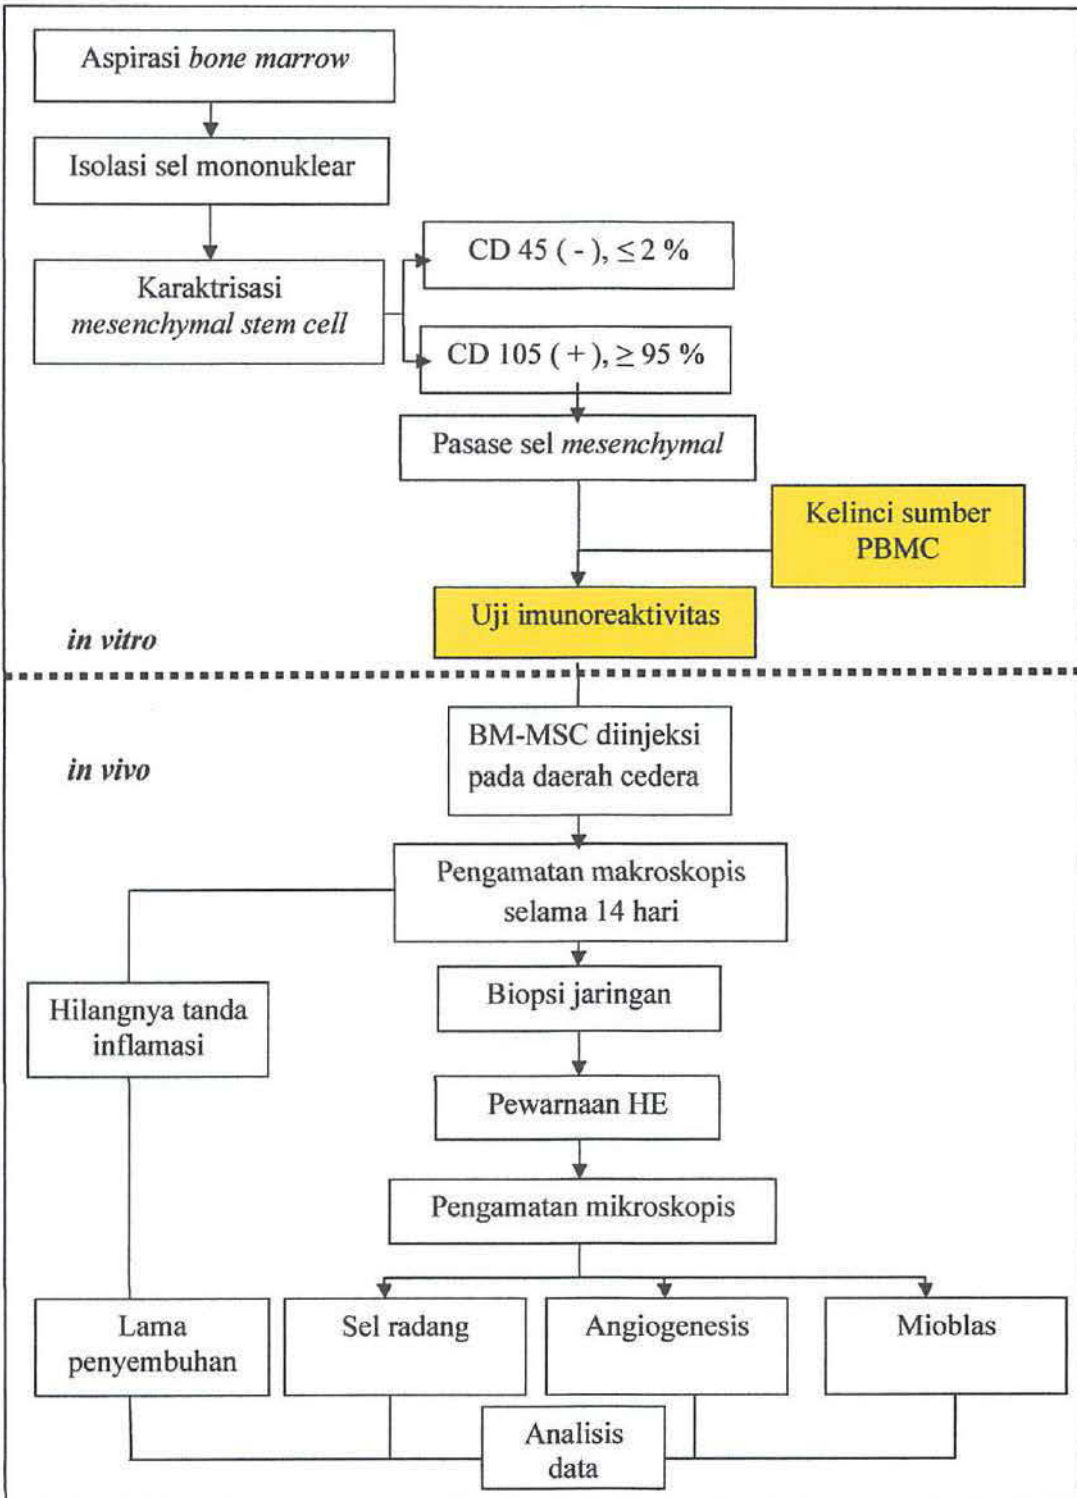 Aspirasi bone marrow
Isolasi sel mononuklear
Karaktrisasi
mesenchymal stem cell
CD 45 ( - ), ≤ 2 %
CD 105 ( + ), ≥ 95 %
Pasase sel mesenchymal
Kelinci sumber
PBMC
Uji imunoreaktivitas
in vitro
in vivo
BM-MSC diinjeksi
pada daerah cedera
Pengamatan makroskopis
selama 14 hari
Hilangnya tanda
inflamasi
Biopsi jaringan
Pewarnaan HE
Pengamatan mikroskopis
Lama
penyembuhan
Sel radang
Angiogenesis
Mioblas
Analisis
data